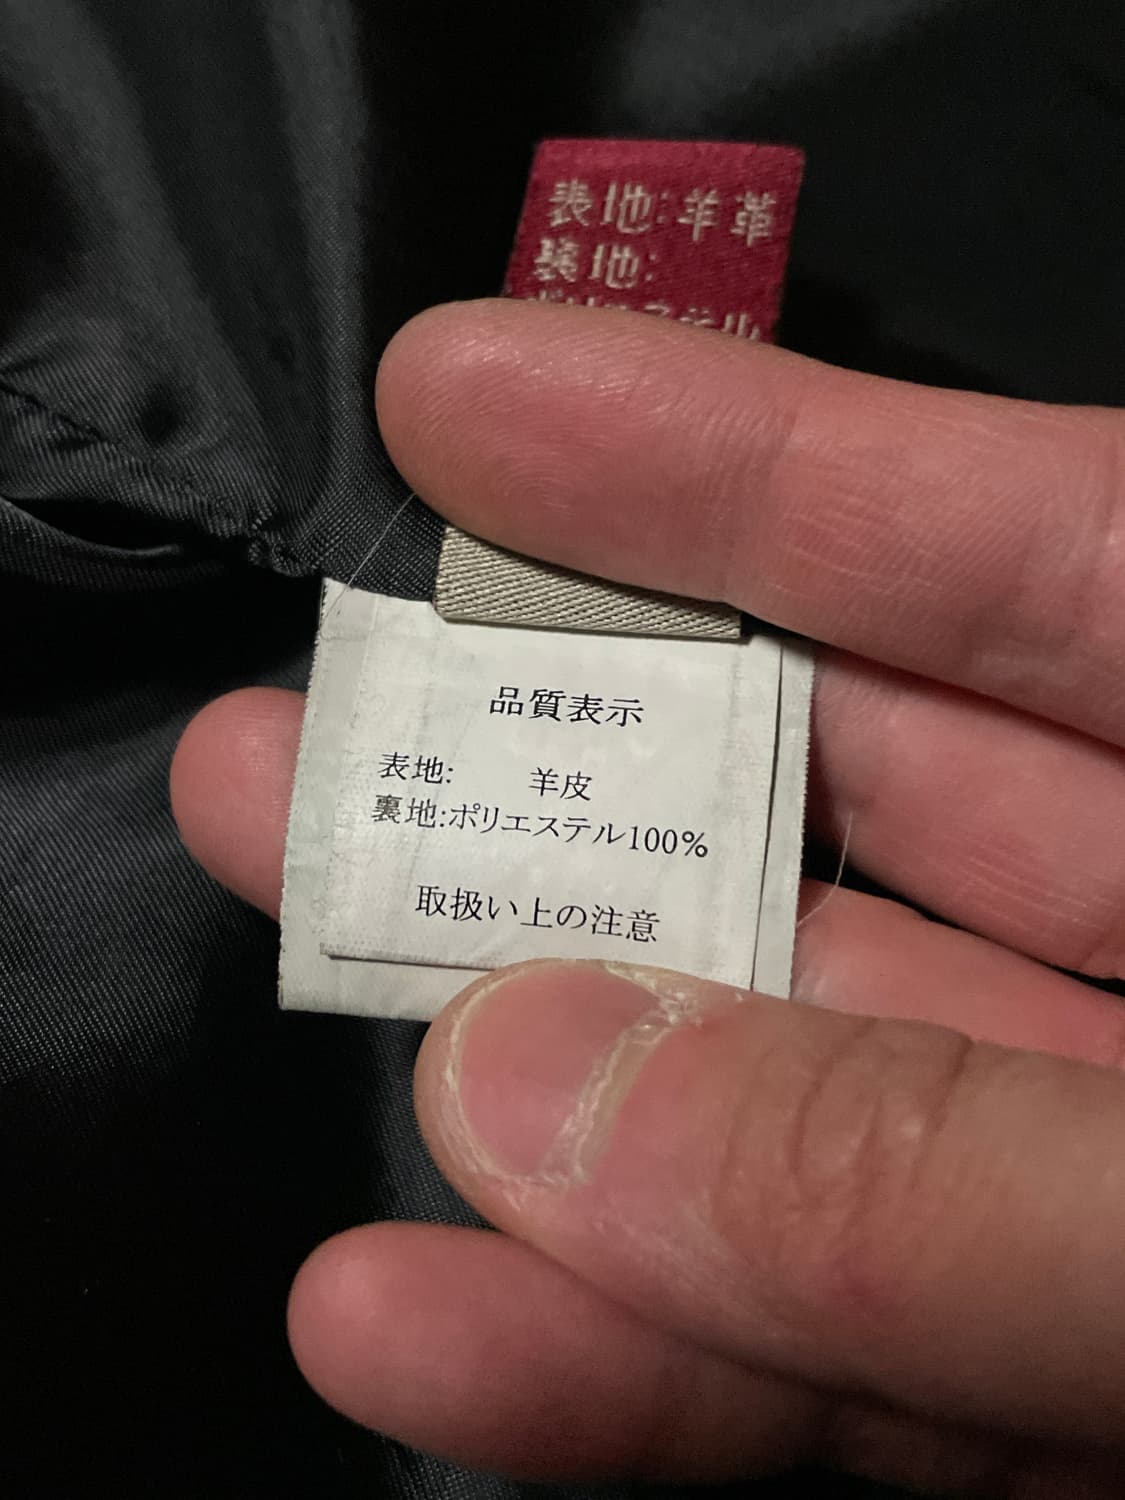 表地:羊革
裏地:
品質表示
表地: 羊皮
裏地:ポリエステル100%
取扱い上の注意